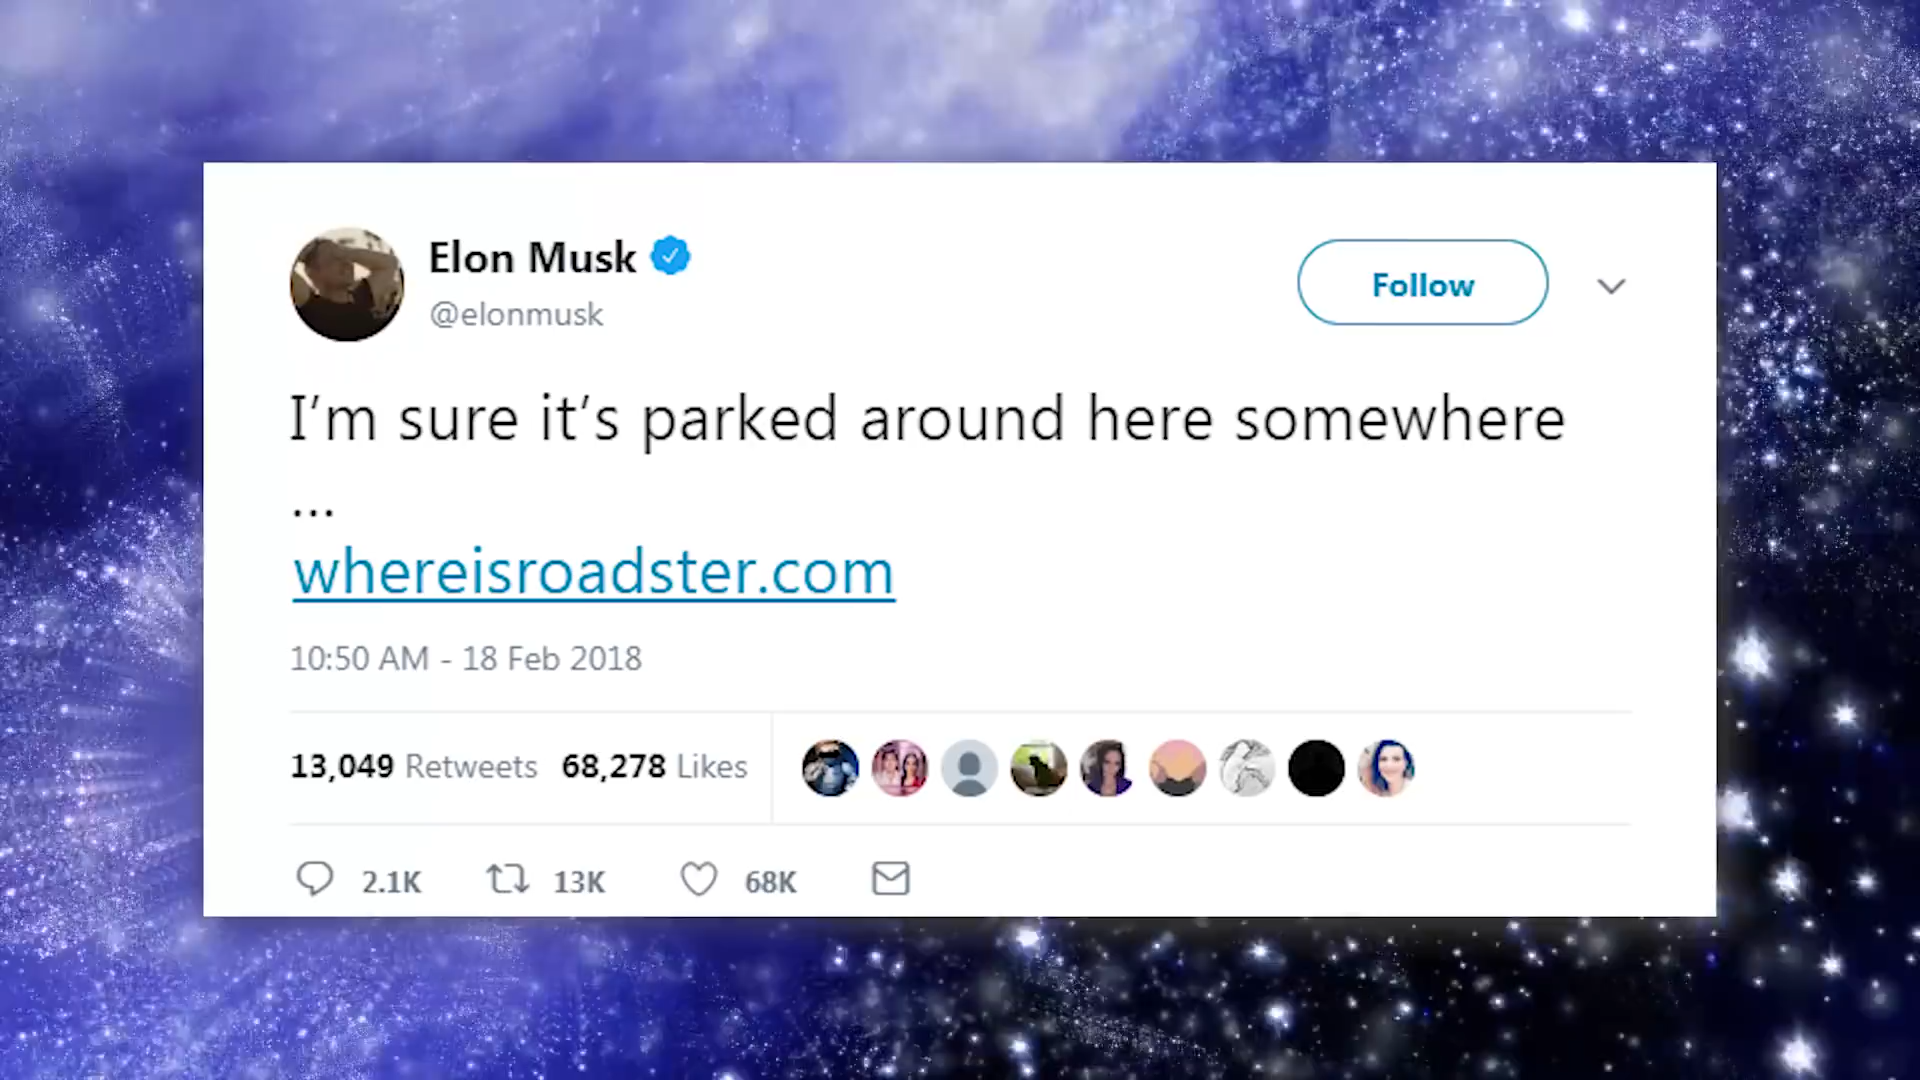 Elon Musk
@elonmusk
Follow
I’m sure it’s parked around here somewhere
...
whereisroadster.com
10:50 AM - 18 Feb 2018
13,049 Retweets 68,278 Likes
2.1K 13K 68K